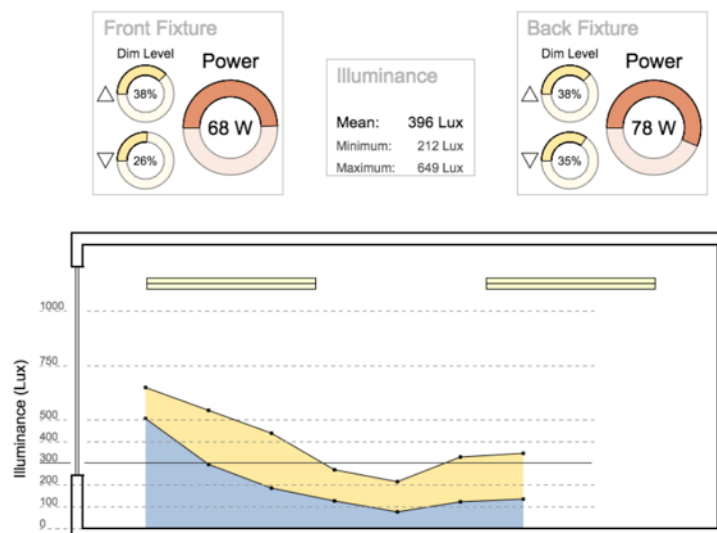 Front Fixture
Dim Level
Power
38%
68 W
26%
Illuminance
Mean: 396 Lux
Minimum: 212 Lux
Maximum: 649 Lux
Back Fixture
Dim Level
Power
38%
78 W
35%
Illuminance (Lux)
1000
750
500
400
300
200
100
0